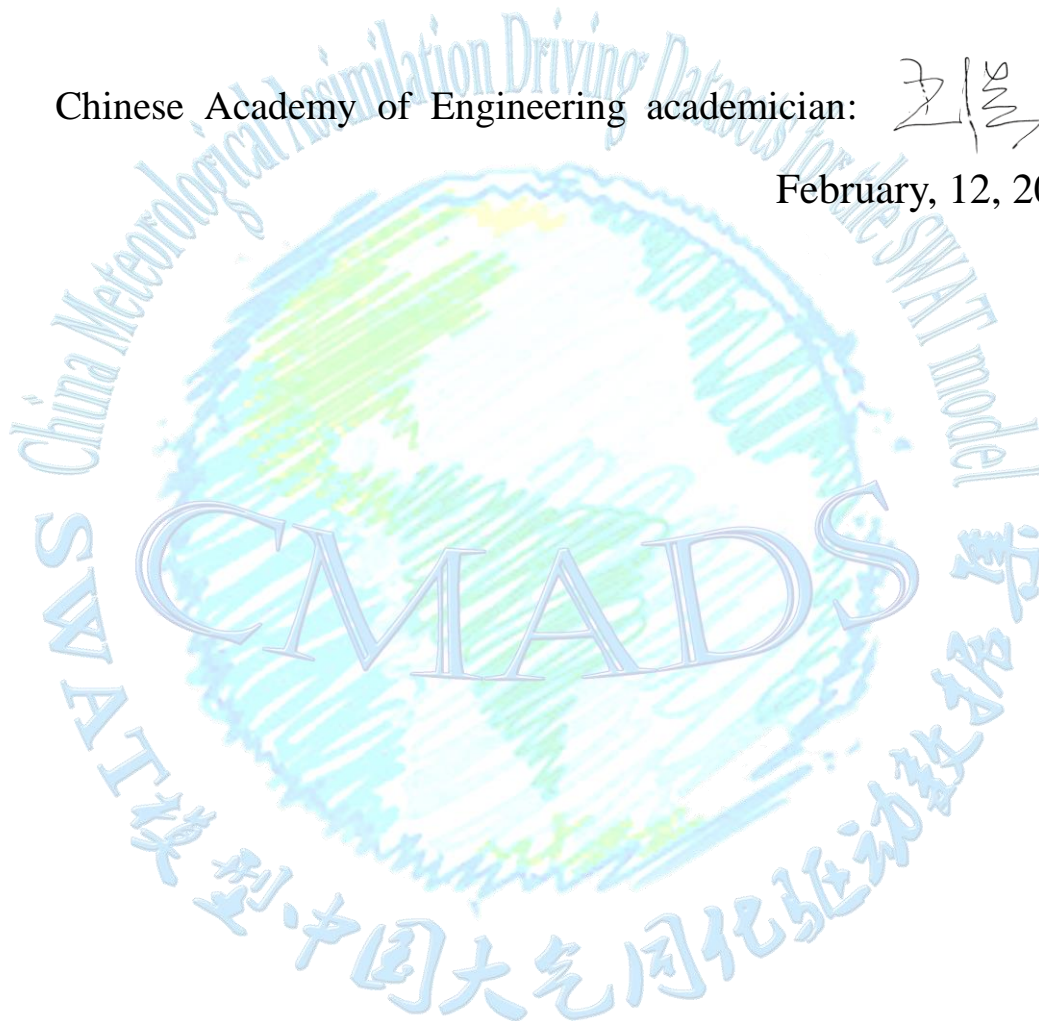 Chinese Academy of Engineering academician:
February, 12, 20
China Meteorological Assimilation Driving Datasets for the SWAT model
CMADS
SWAT模型中国大气同化驱动数据集